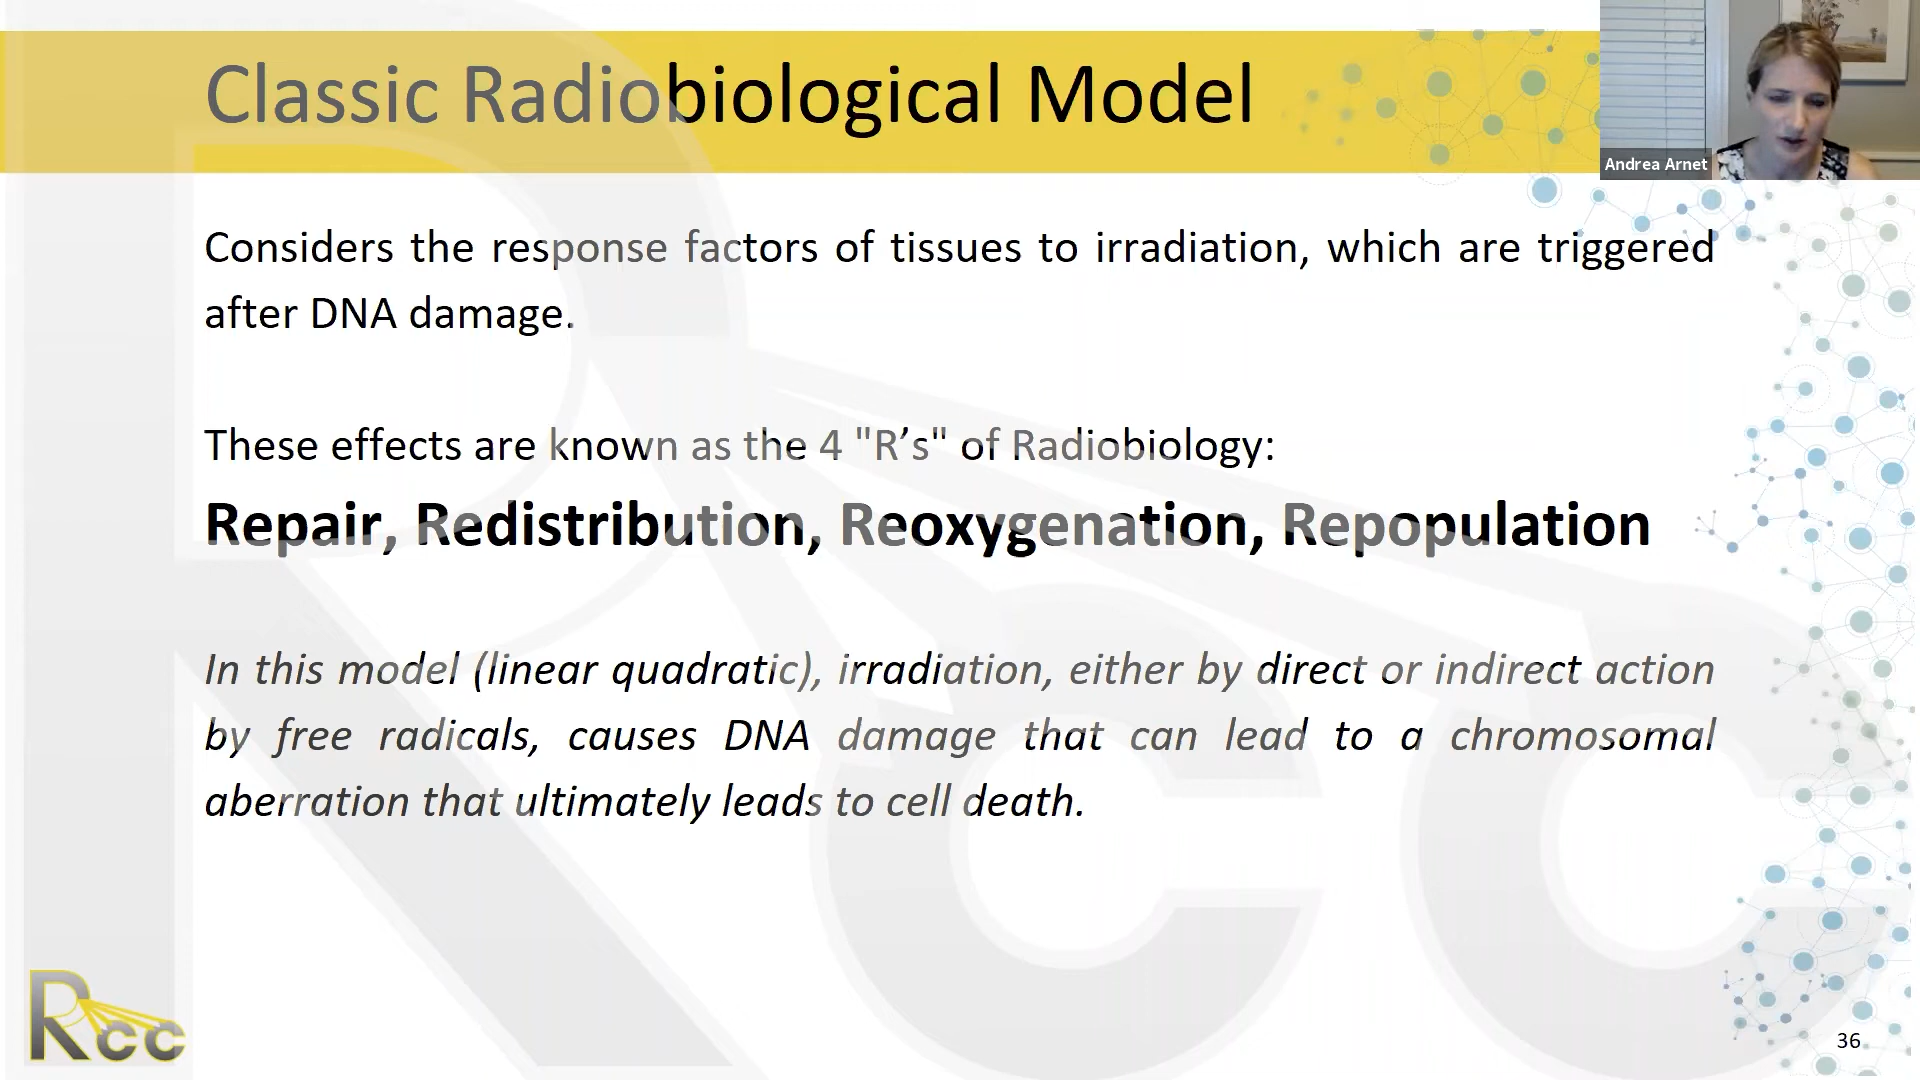 Classic Radiobiological Model
Andrea Arnet
Considers the response factors of tissues to irradiation, which are triggered
after DNA damage.
These effects are known as the 4 "R’s" of Radiobiology:
Repair, Redistribution, Reoxygenation, Repopulation
In this model (linear quadratic), irradiation, either by direct or indirect action
by free radicals, causes DNA damage that can lead to a chromosomal
aberration that ultimately leads to cell death.
Rcc
36